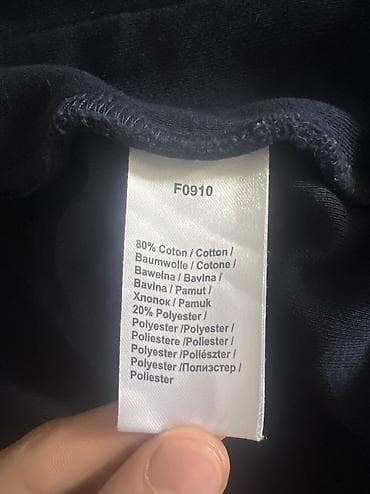 F0910
80% Coton / Cotton /
Baumwolle / Cotone /
Bawełna / Bavlna /
Bavlna / Pamut /
Хлопок / Pamuk
20% Polyester /
Polyester /Polyester /
Poliestere /Poliester /
Polyester /Poliészter /
Polyester /Полиэстер /
Poliester